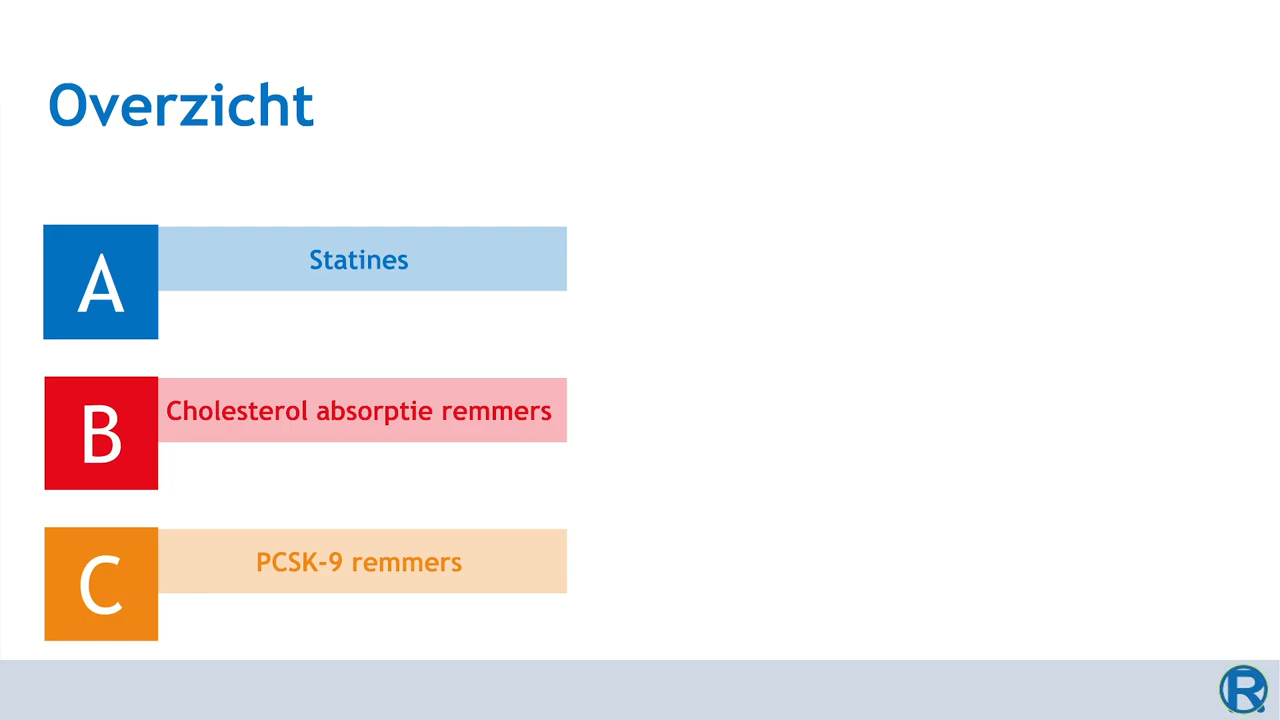 Overzicht
A
Statines
B
Cholesterol absorptie remmers
C
PCSK-9 remmers
R